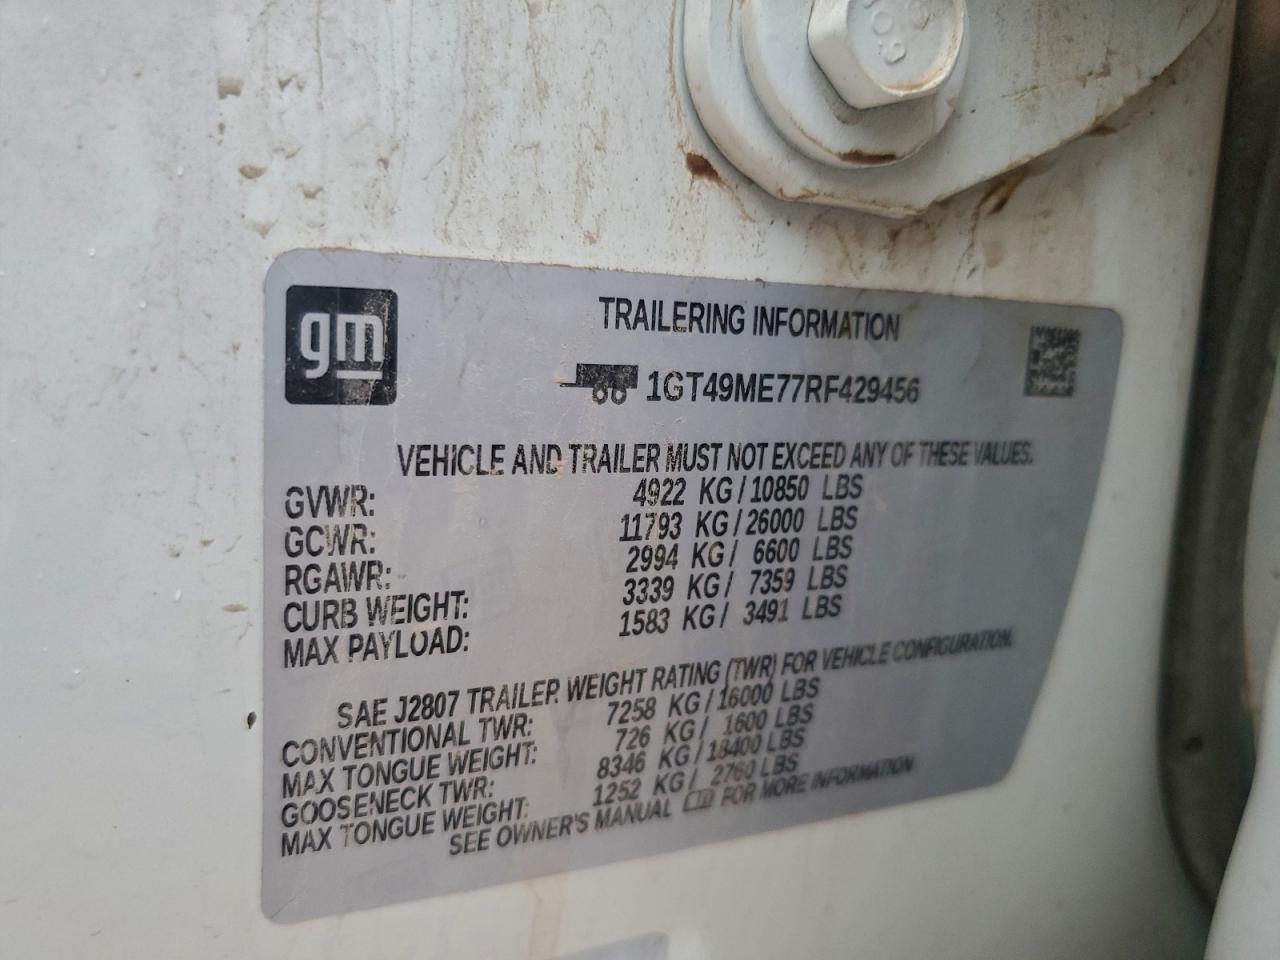 gm
TRAILERING INFORMATION
1GT49ME77RF429456
VEHICLE AND TRAILER MUST NOT EXCEED ANY OF THESE VALUES.
GVWR: 4922 KG / 10850 LBS
GCWR: 11793 KG / 26000 LBS
RGAWR: 2994 KG / 6600 LBS
CURB WEIGHT: 3339 KG / 7359 LBS
MAX PAYLOAD: 1583 KG / 3491 LBS
SAE J2807 TRAILER WEIGHT RATING (TWR) FOR VEHICLE CONFIGURATION.
CONVENTIONAL TWR: 7258 KG / 16000 LBS
MAX TONGUE WEIGHT: 726 KG / 1600 LBS
GOOSENECK TWR: 8346 KG / 18400 LBS
MAX TONGUE WEIGHT: 1252 KG / 2760 LBS
SEE OWNER'S MANUAL FOR MORE INFORMATION